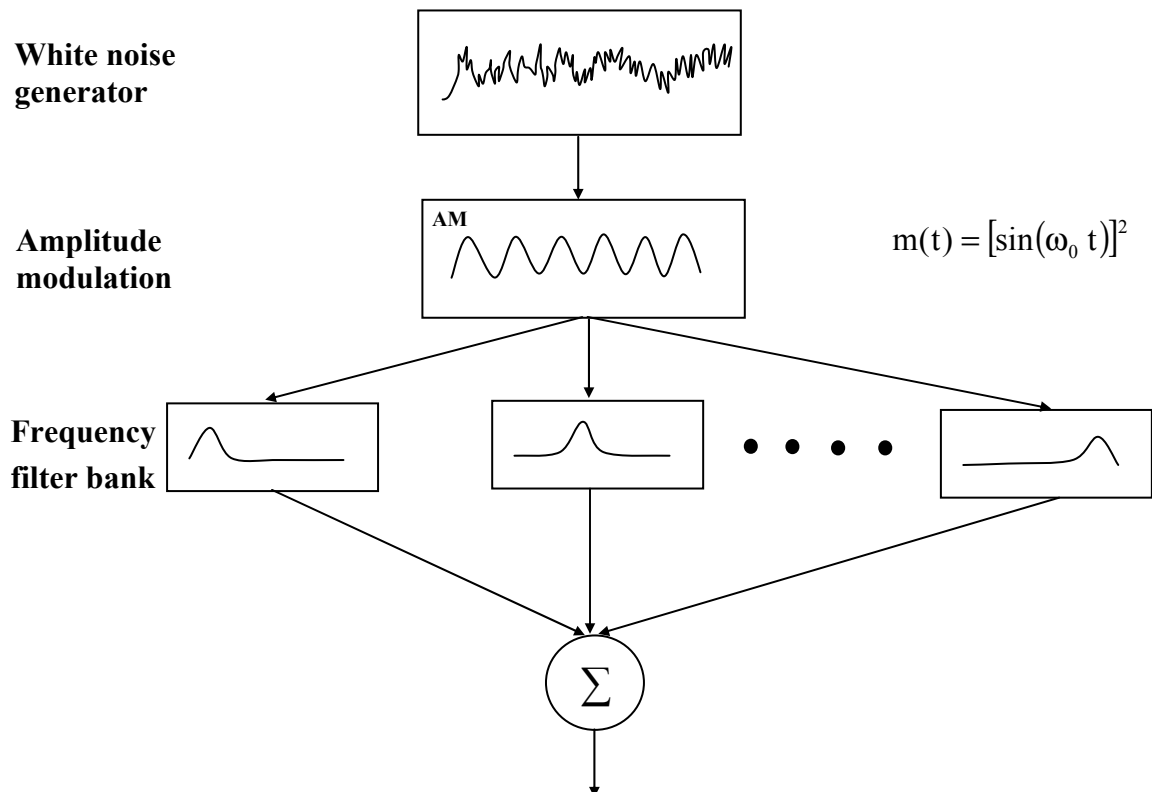 White noise
generator
AM
Amplitude
modulation
m(t) = [sin(ω₀ t)]²
Frequency
filter bank
Σ